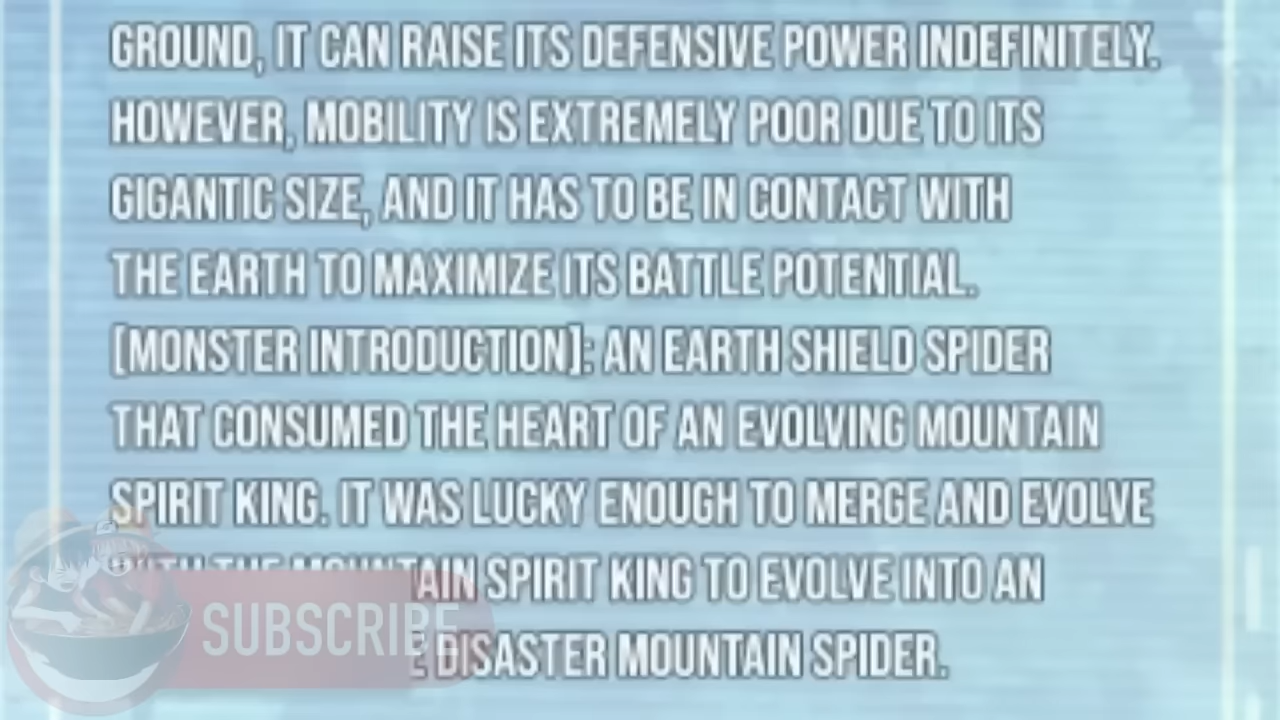 GROUND, IT CAN RAISE ITS DEFENSIVE POWER INDEFINITELY.
HOWEVER, MOBILITY IS EXTREMELY POOR DUE TO ITS
GIGANTIC SIZE, AND IT HAS TO BE IN CONTACT WITH
THE EARTH TO MAXIMIZE ITS BATTLE POTENTIAL.
[MONSTER INTRODUCTION]: AN EARTH SHIELD SPIDER
THAT CONSUMED THE HEART OF AN EVOLVING MOUNTAIN
SPIRIT KING. IT WAS LUCKY ENOUGH TO MERGE AND EVOLVE
WITH THE MOUNTAIN SPIRIT KING TO EVOLVE INTO AN
DISASTER MOUNTAIN SPIDER.
SUBSCRIBE